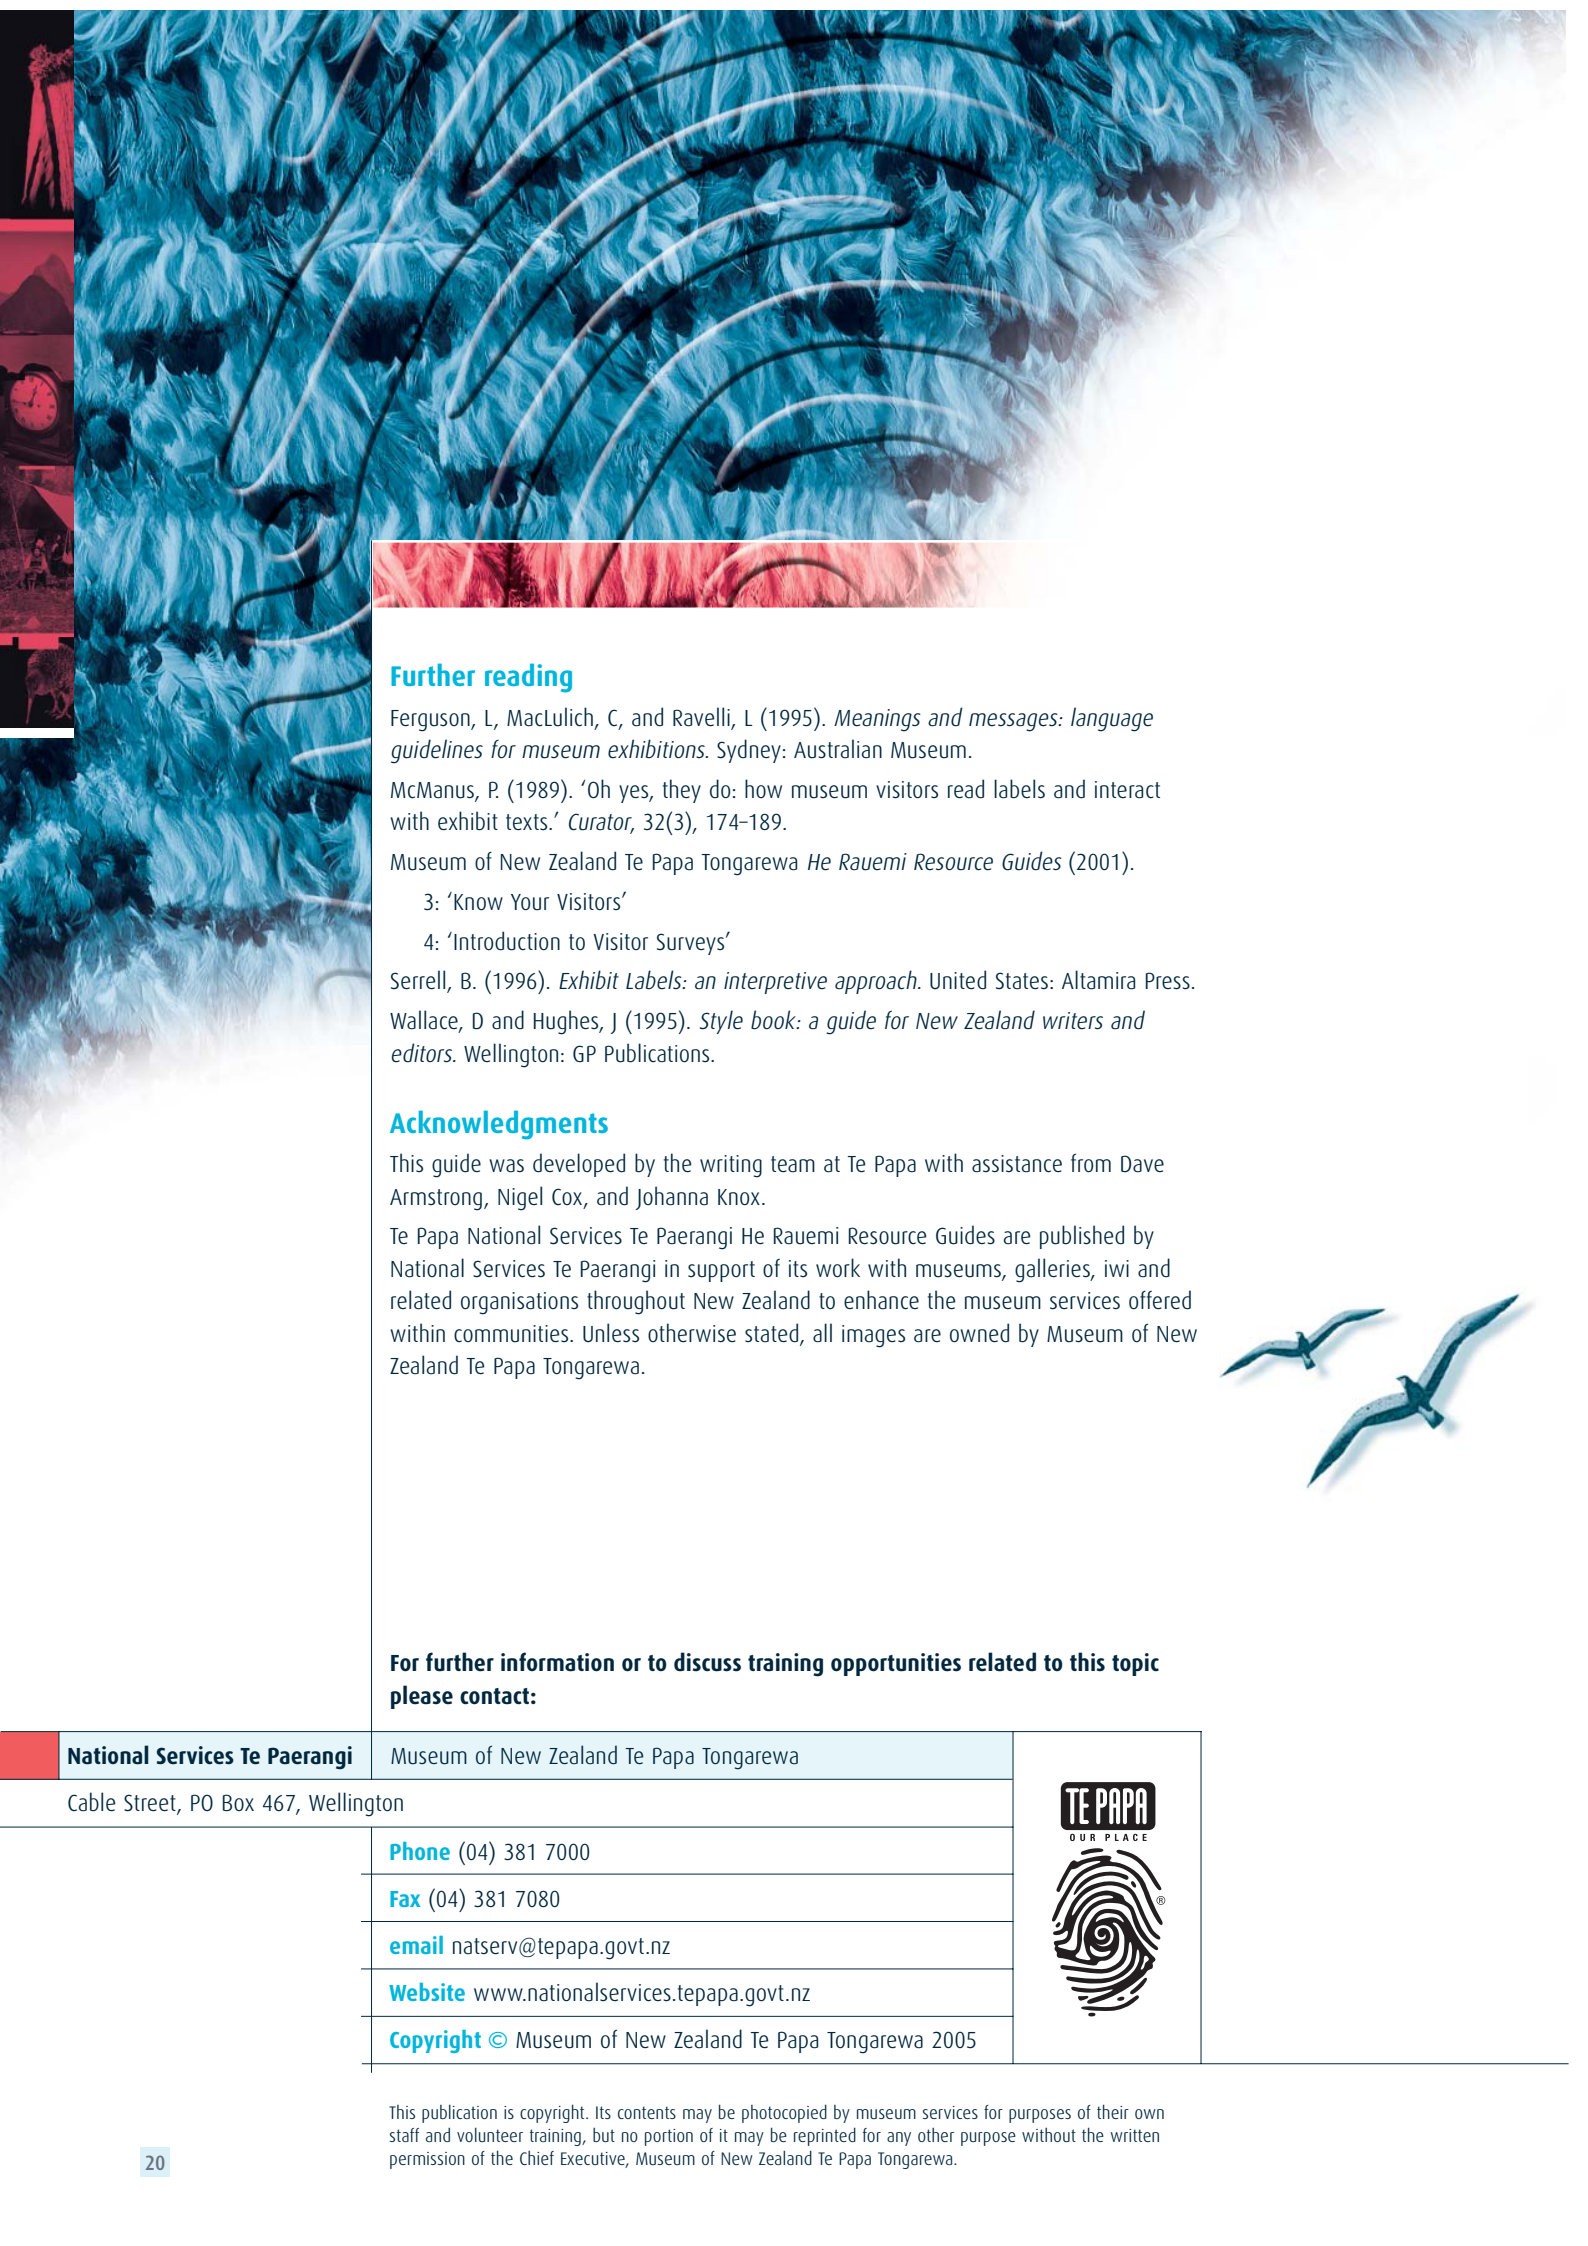 Further reading
Ferguson, L, MacLulich, C, and Ravelli, L (1995). Meanings and messages: language
guidelines for museum exhibitions. Sydney: Australian Museum.
McManus, P. (1989). ‘Oh yes, they do: how museum visitors read labels and interact
with exhibit texts.’ Curator, 32(3), 174–189.
Museum of New Zealand Te Papa Tongarewa He Rauemi Resource Guides (2001).
3: ‘Know Your Visitors’
4: ‘Introduction to Visitor Surveys’
Serrell, B. (1996). Exhibit Labels: an interpretive approach. United States: Altamira Press.
Wallace, D and Hughes, J (1995). Style book: a guide for New Zealand writers and
editors. Wellington: GP Publications.
Acknowledgments
This guide was developed by the writing team at Te Papa with assistance from Dave
Armstrong, Nigel Cox, and Johanna Knox.
Te Papa National Services Te Paerangi He Rauemi Resource Guides are published by
National Services Te Paerangi in support of its work with museums, galleries, iwi and
related organisations throughout New Zealand to enhance the museum services offered
within communities. Unless otherwise stated, all images are owned by Museum of New
Zealand Te Papa Tongarewa.
For further information or to discuss training opportunities related to this topic
please contact:
National Services Te Paerangi Museum of New Zealand Te Papa Tongarewa
Cable Street, PO Box 467, Wellington
Phone (04) 381 7000
Fax (04) 381 7080
email natserv@tepapa.govt.nz
Website www.nationalservices.tepapa.govt.nz
Copyright © Museum of New Zealand Te Papa Tongarewa 2005
TE PAPA
OUR PLACE
®
This publication is copyright. Its contents may be photocopied by museum services for purposes of their own
staff and volunteer training, but no portion of it may be reprinted for any other purpose without the written
permission of the Chief Executive, Museum of New Zealand Te Papa Tongarewa.
20